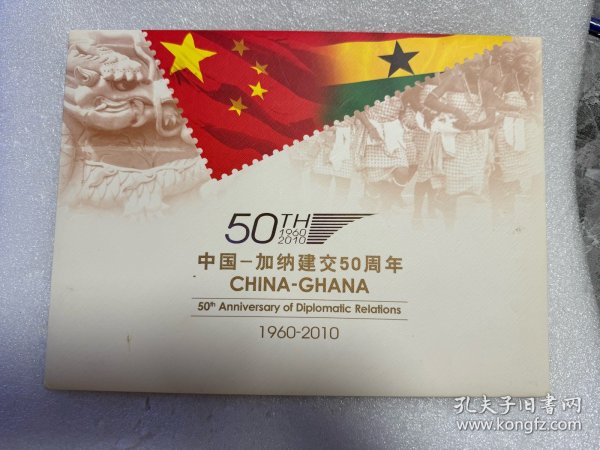 50TH
1960
2010
中国-加纳建交50周年
CHINA-GHANA
50th Anniversary of Diplomatic Relations
1960-2010
孔夫子旧书网
www.kongfz.com